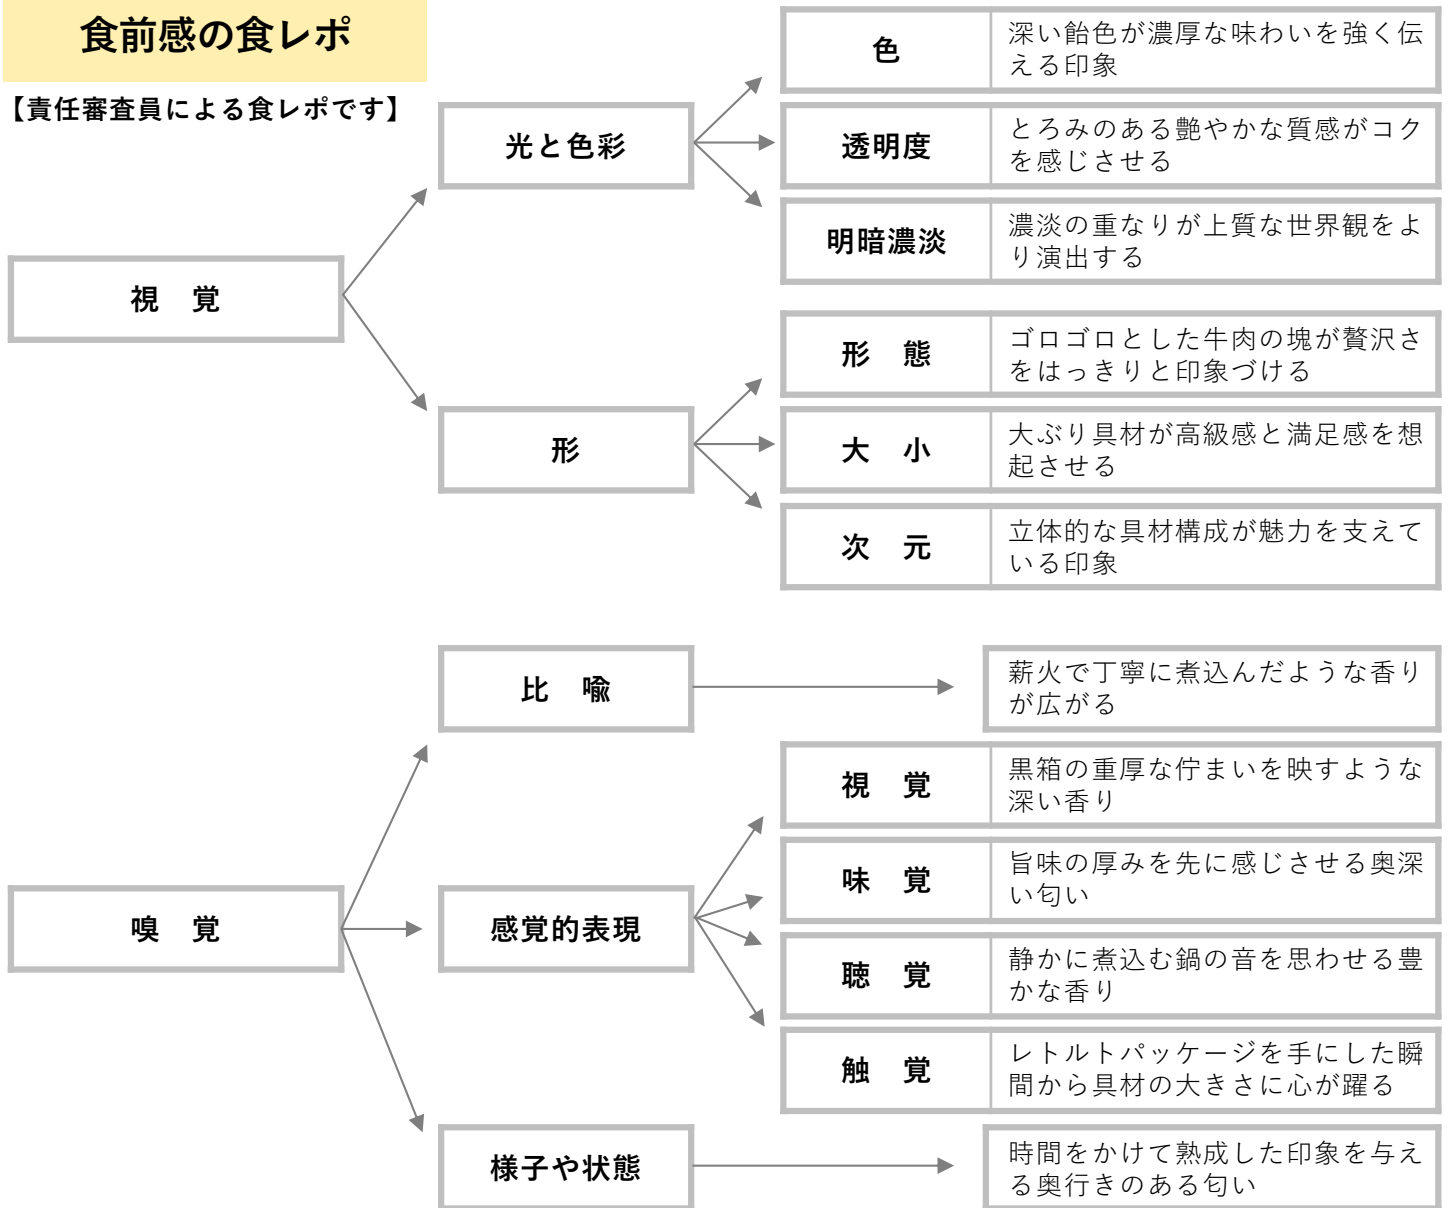 食前感の食レポ
【責任審査員による食レポです】
視　覚
光と色彩
色
深い飴色が濃厚な味わいを強く伝
える印象
透明度
とろみのある艶やかな質感がコク
を感じさせる
明暗濃淡
濃淡の重なりが上質な世界観をよ
り演出する
形
形　態
ゴロゴロとした牛肉の塊が贅沢さ
をはっきりと印象づける
大　小
大ぶり具材が高級感と満足感を想
起させる
次　元
立体的な具材構成が魅力を支えて
いる印象
嗅　覚
比　喩
薪火で丁寧に煮込んだような香り
が広がる
感覚的表現
視　覚
黒箱の重厚な佇まいを映すような
深い香り
味　覚
旨味の厚みを先に感じさせる奥深
い匂い
聴　覚
静かに煮込む鍋の音を思わせる豊
かな香り
触　覚
レトルトパッケージを手にした瞬
間から具材の大きさに心が躍る
様子や状態
時間をかけて熟成した印象を与え
る奥行きのある匂い